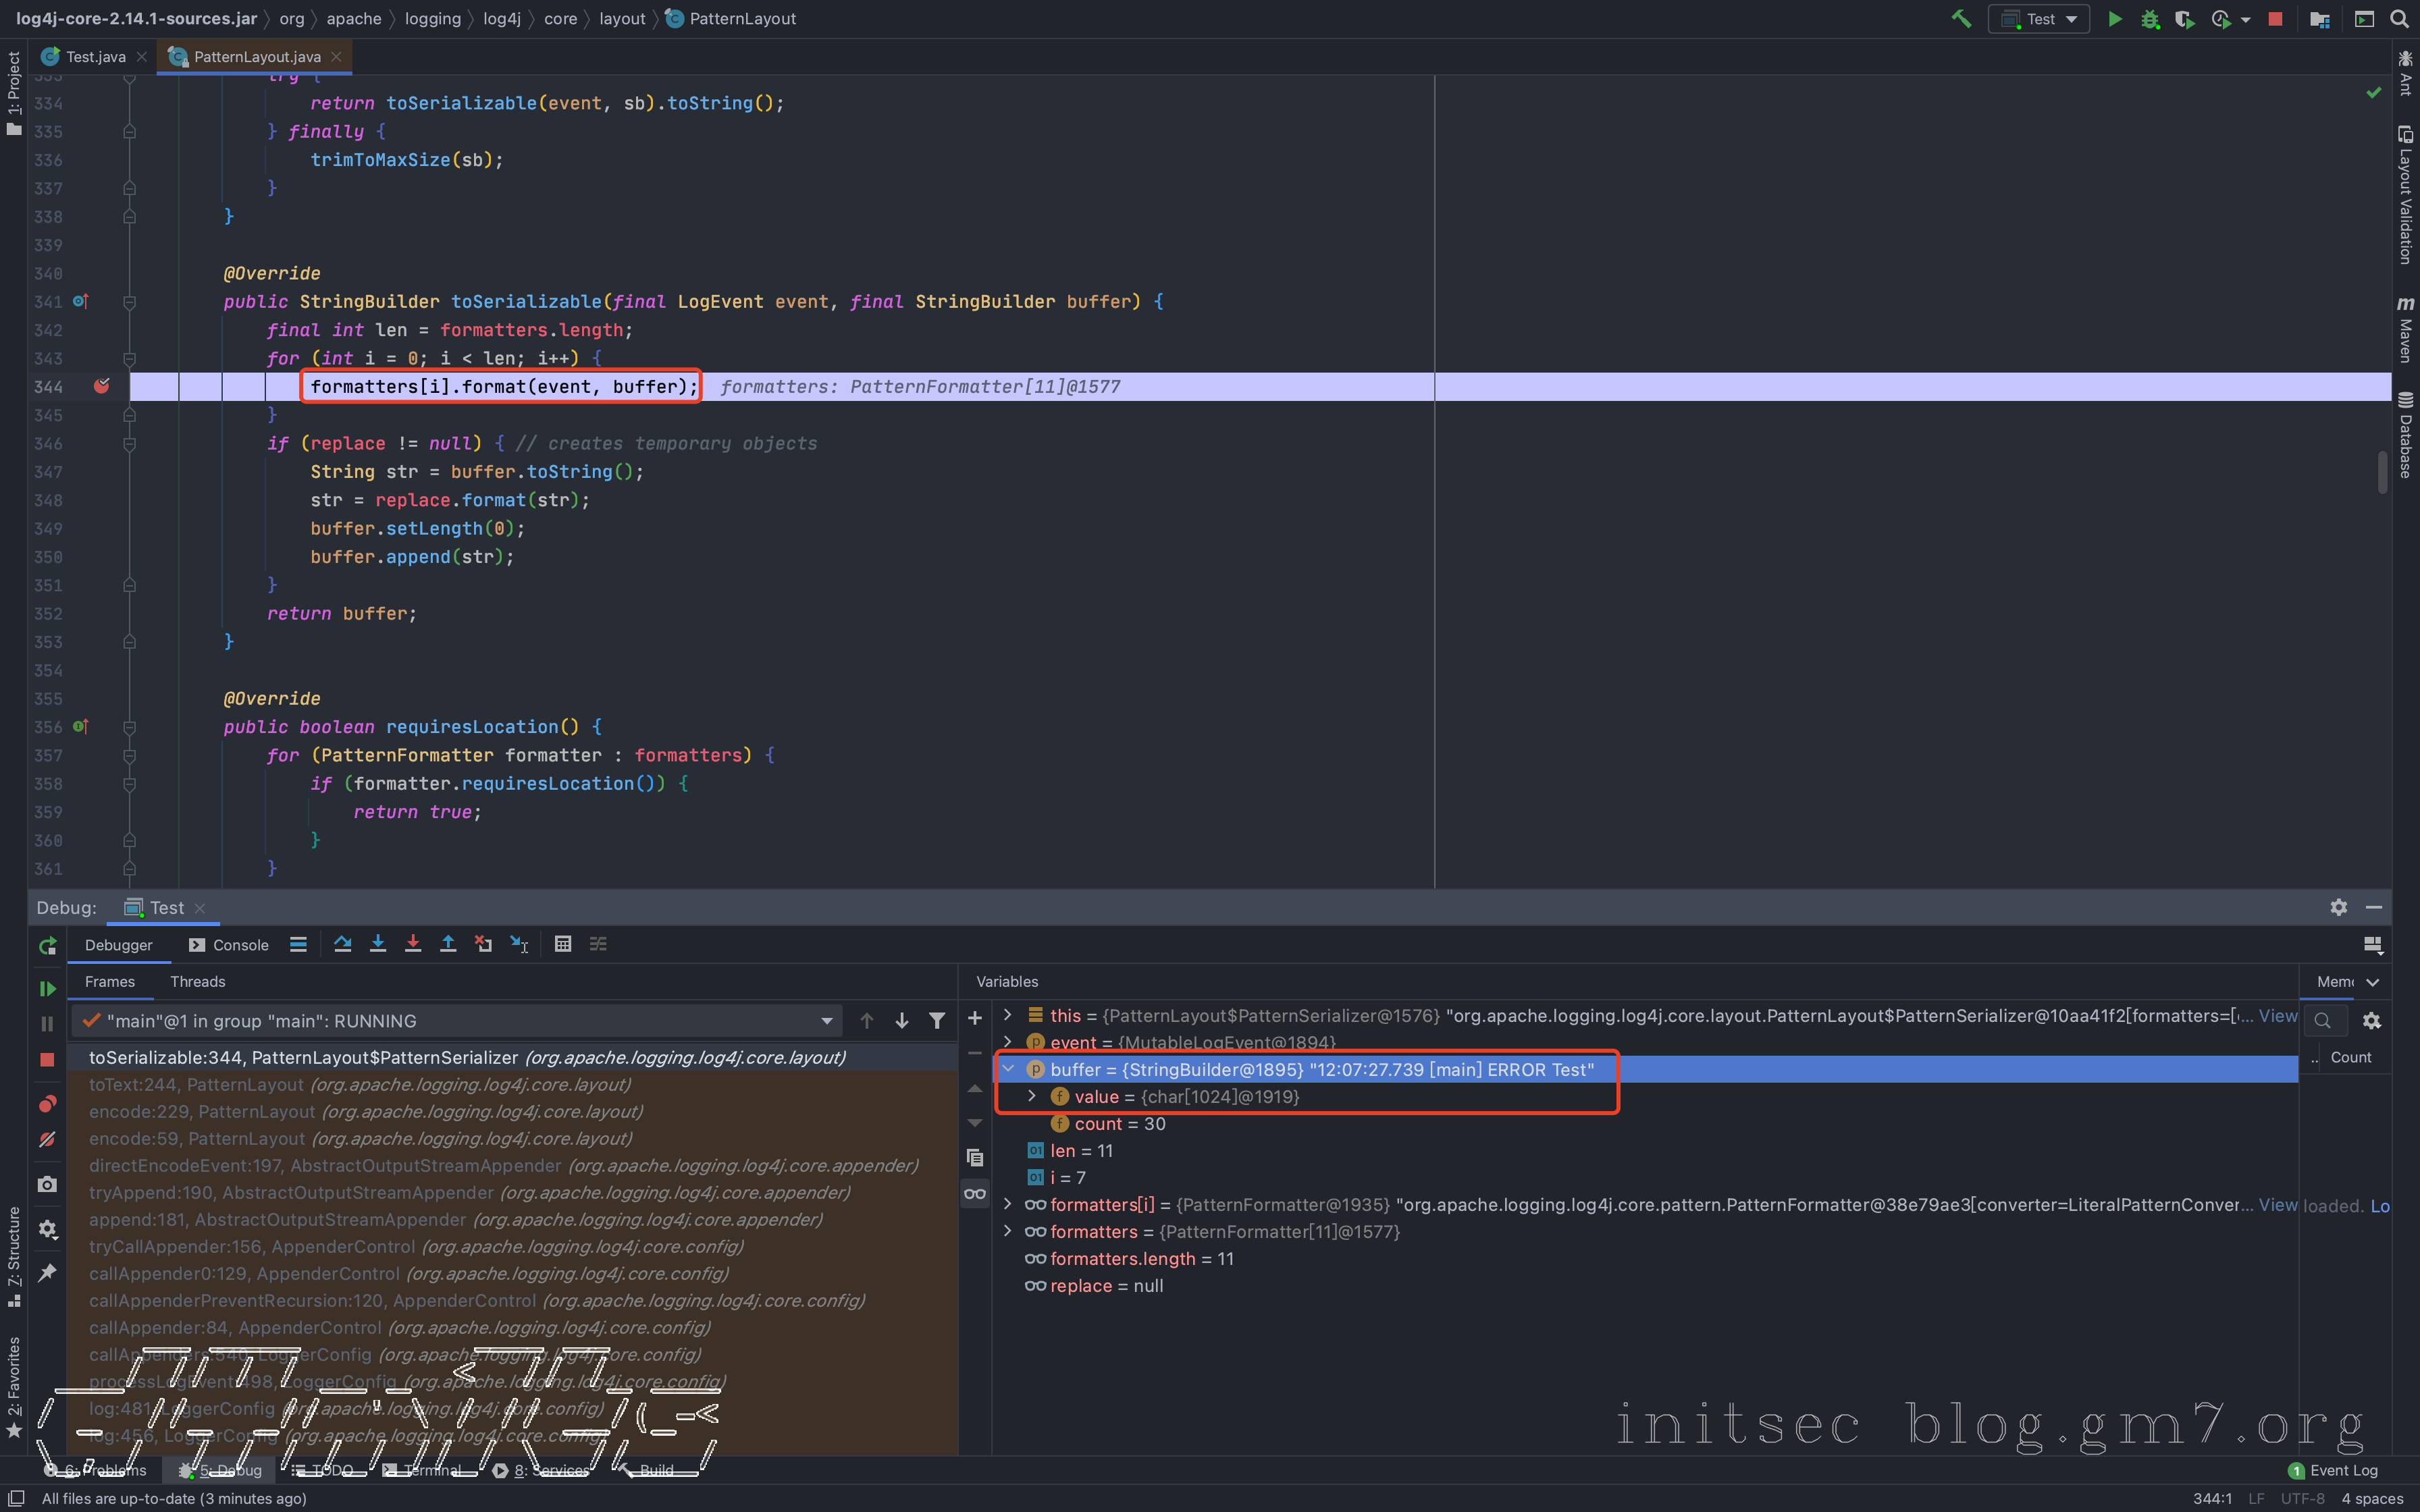 log4j-core-2.14.1-sources.jar 〉 org 〉 apache 〉 logging 〉 log4j 〉 core 〉 layout 〉 PatternLayout
Test
Test.java
PatternLayout.java
1: Project
try {
334 return toSerializable(event, sb).toString();
335 } finally {
336 trimToMaxSize(sb);
337 }
338 }
339
340 @Override
341 public StringBuilder toSerializable(final LogEvent event, final StringBuilder buffer) {
342 final int len = formatters.length;
343 for (int i = 0; i < len; i++) {
344 formatters[i].format(event, buffer); formatters: PatternFormatter[11]@1577
345 }
346 if (replace != null) { // creates temporary objects
347 String str = buffer.toString();
348 str = replace.format(str);
349 buffer.setLength(0);
350 buffer.append(str);
351 }
352 return buffer;
353 }
354
355 @Override
356 public boolean requiresLocation() {
357 for (PatternFormatter formatter : formatters) {
358 if (formatter.requiresLocation()) {
359 return true;
360 }
361 }
Ant
Layout Validation
Maven
Database
Debug: Test
Debugger Console
Frames Threads
"main"@1 in group "main": RUNNING
toSerializable:344, PatternLayout$PatternSerializer (org.apache.logging.log4j.core.layout)
toText:244, PatternLayout (org.apache.logging.log4j.core.layout)
encode:229, PatternLayout (org.apache.logging.log4j.core.layout)
encode:59, PatternLayout (org.apache.logging.log4j.core.layout)
directEncodeEvent:197, AbstractOutputStreamAppender (org.apache.logging.log4j.core.appender)
tryAppend:190, AbstractOutputStreamAppender (org.apache.logging.log4j.core.appender)
append:181, AbstractOutputStreamAppender (org.apache.logging.log4j.core.appender)
tryCallAppender:156, AppenderControl (org.apache.logging.log4j.core.config)
callAppender0:129, AppenderControl (org.apache.logging.log4j.core.config)
callAppenderPreventRecursion:120, AppenderControl (org.apache.logging.log4j.core.config)
callAppender:84, AppenderControl (org.apache.logging.log4j.core.config)
callAppenders:540, LoggerConfig (org.apache.logging.log4j.core.config)
processLogEvent:498, LoggerConfig (org.apache.logging.log4j.core.config)
log:481, LoggerConfig (org.apache.logging.log4j.core.config)
log:456, LoggerConfig (org.apache.logging.log4j.core.config)
Variables
this = {PatternLayout$PatternSerializer@1576} "org.apache.logging.log4j.core.layout.PatternLayout$PatternSerializer@10aa41f2[formatters=[... View
event = {MutableLogEvent@1894}
buffer = {StringBuilder@1895} "12:07:27.739 [main] ERROR Test"
value = {char[1024]@1919}
count = 30
len = 11
i = 7
formatters[i] = {PatternFormatter@1935} "org.apache.logging.log4j.core.pattern.PatternFormatter@38e79ae3[converter=LiteralPatternConver... View
formatters = {PatternFormatter[11]@1577}
formatters.length = 11
replace = null
Mem
.. Count
loaded. Lo
7: Structure
2: Favorites
initsec blog.gm7.org
6: Problems 5: Debug TODO Terminal 8: Services Build
1 Event Log
All files are up-to-date (3 minutes ago)
344:1 LF UTF-8 4 spaces